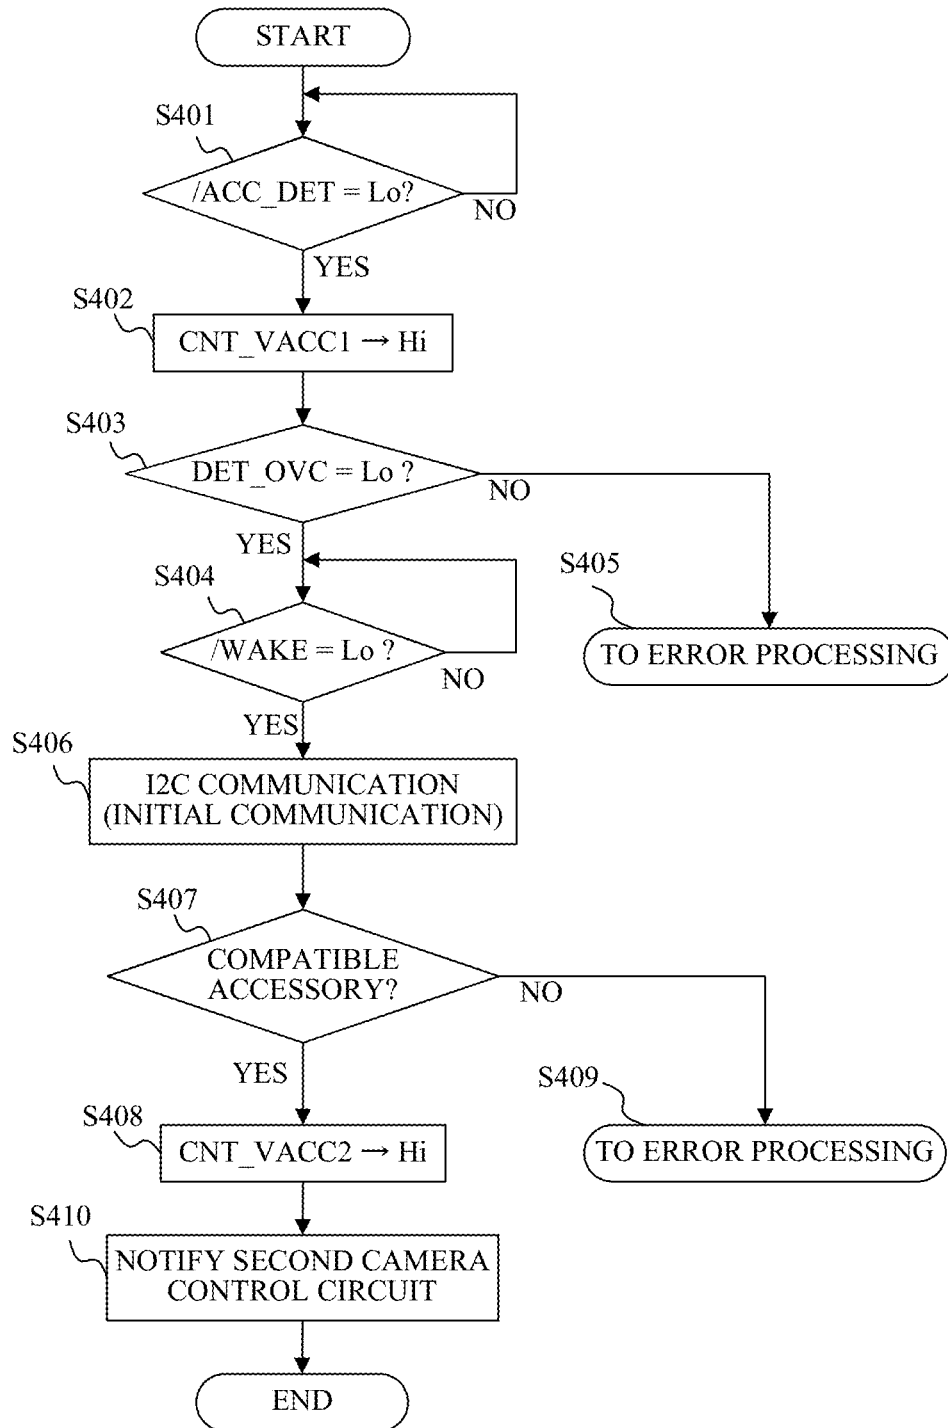 START
S401
/ACC_DET = Lo?
NO
YES
S402
CNT_VACC1 → Hi
S403
DET_OVC = Lo ?
NO
YES
S404
/WAKE = Lo ?
NO
S405
TO ERROR PROCESSING
YES
S406
I2C COMMUNICATION
(INITIAL COMMUNICATION)
S407
COMPATIBLE
ACCESSORY?
NO
YES
S409
TO ERROR PROCESSING
S408
CNT_VACC2 → Hi
S410
NOTIFY SECOND CAMERA
CONTROL CIRCUIT
END